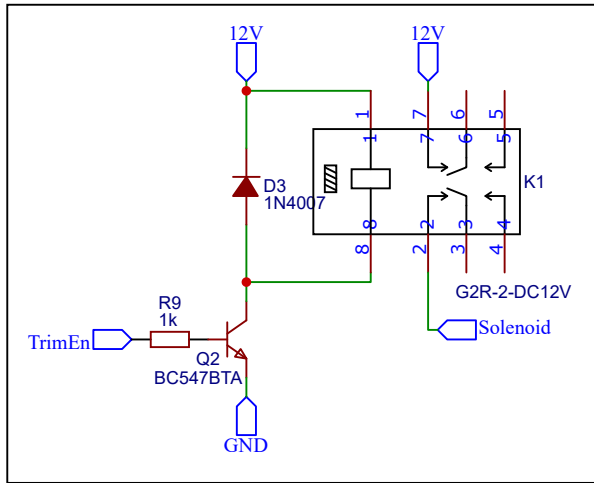 12V
12V
1
7
6
5
1
7
6
5
D3
1N4007
K1
8
2
3
4
8
2
3
4
G2R-2-DC12V
R9
1k
Solenoid
TrimEn
Q2
BC547BTA
GND